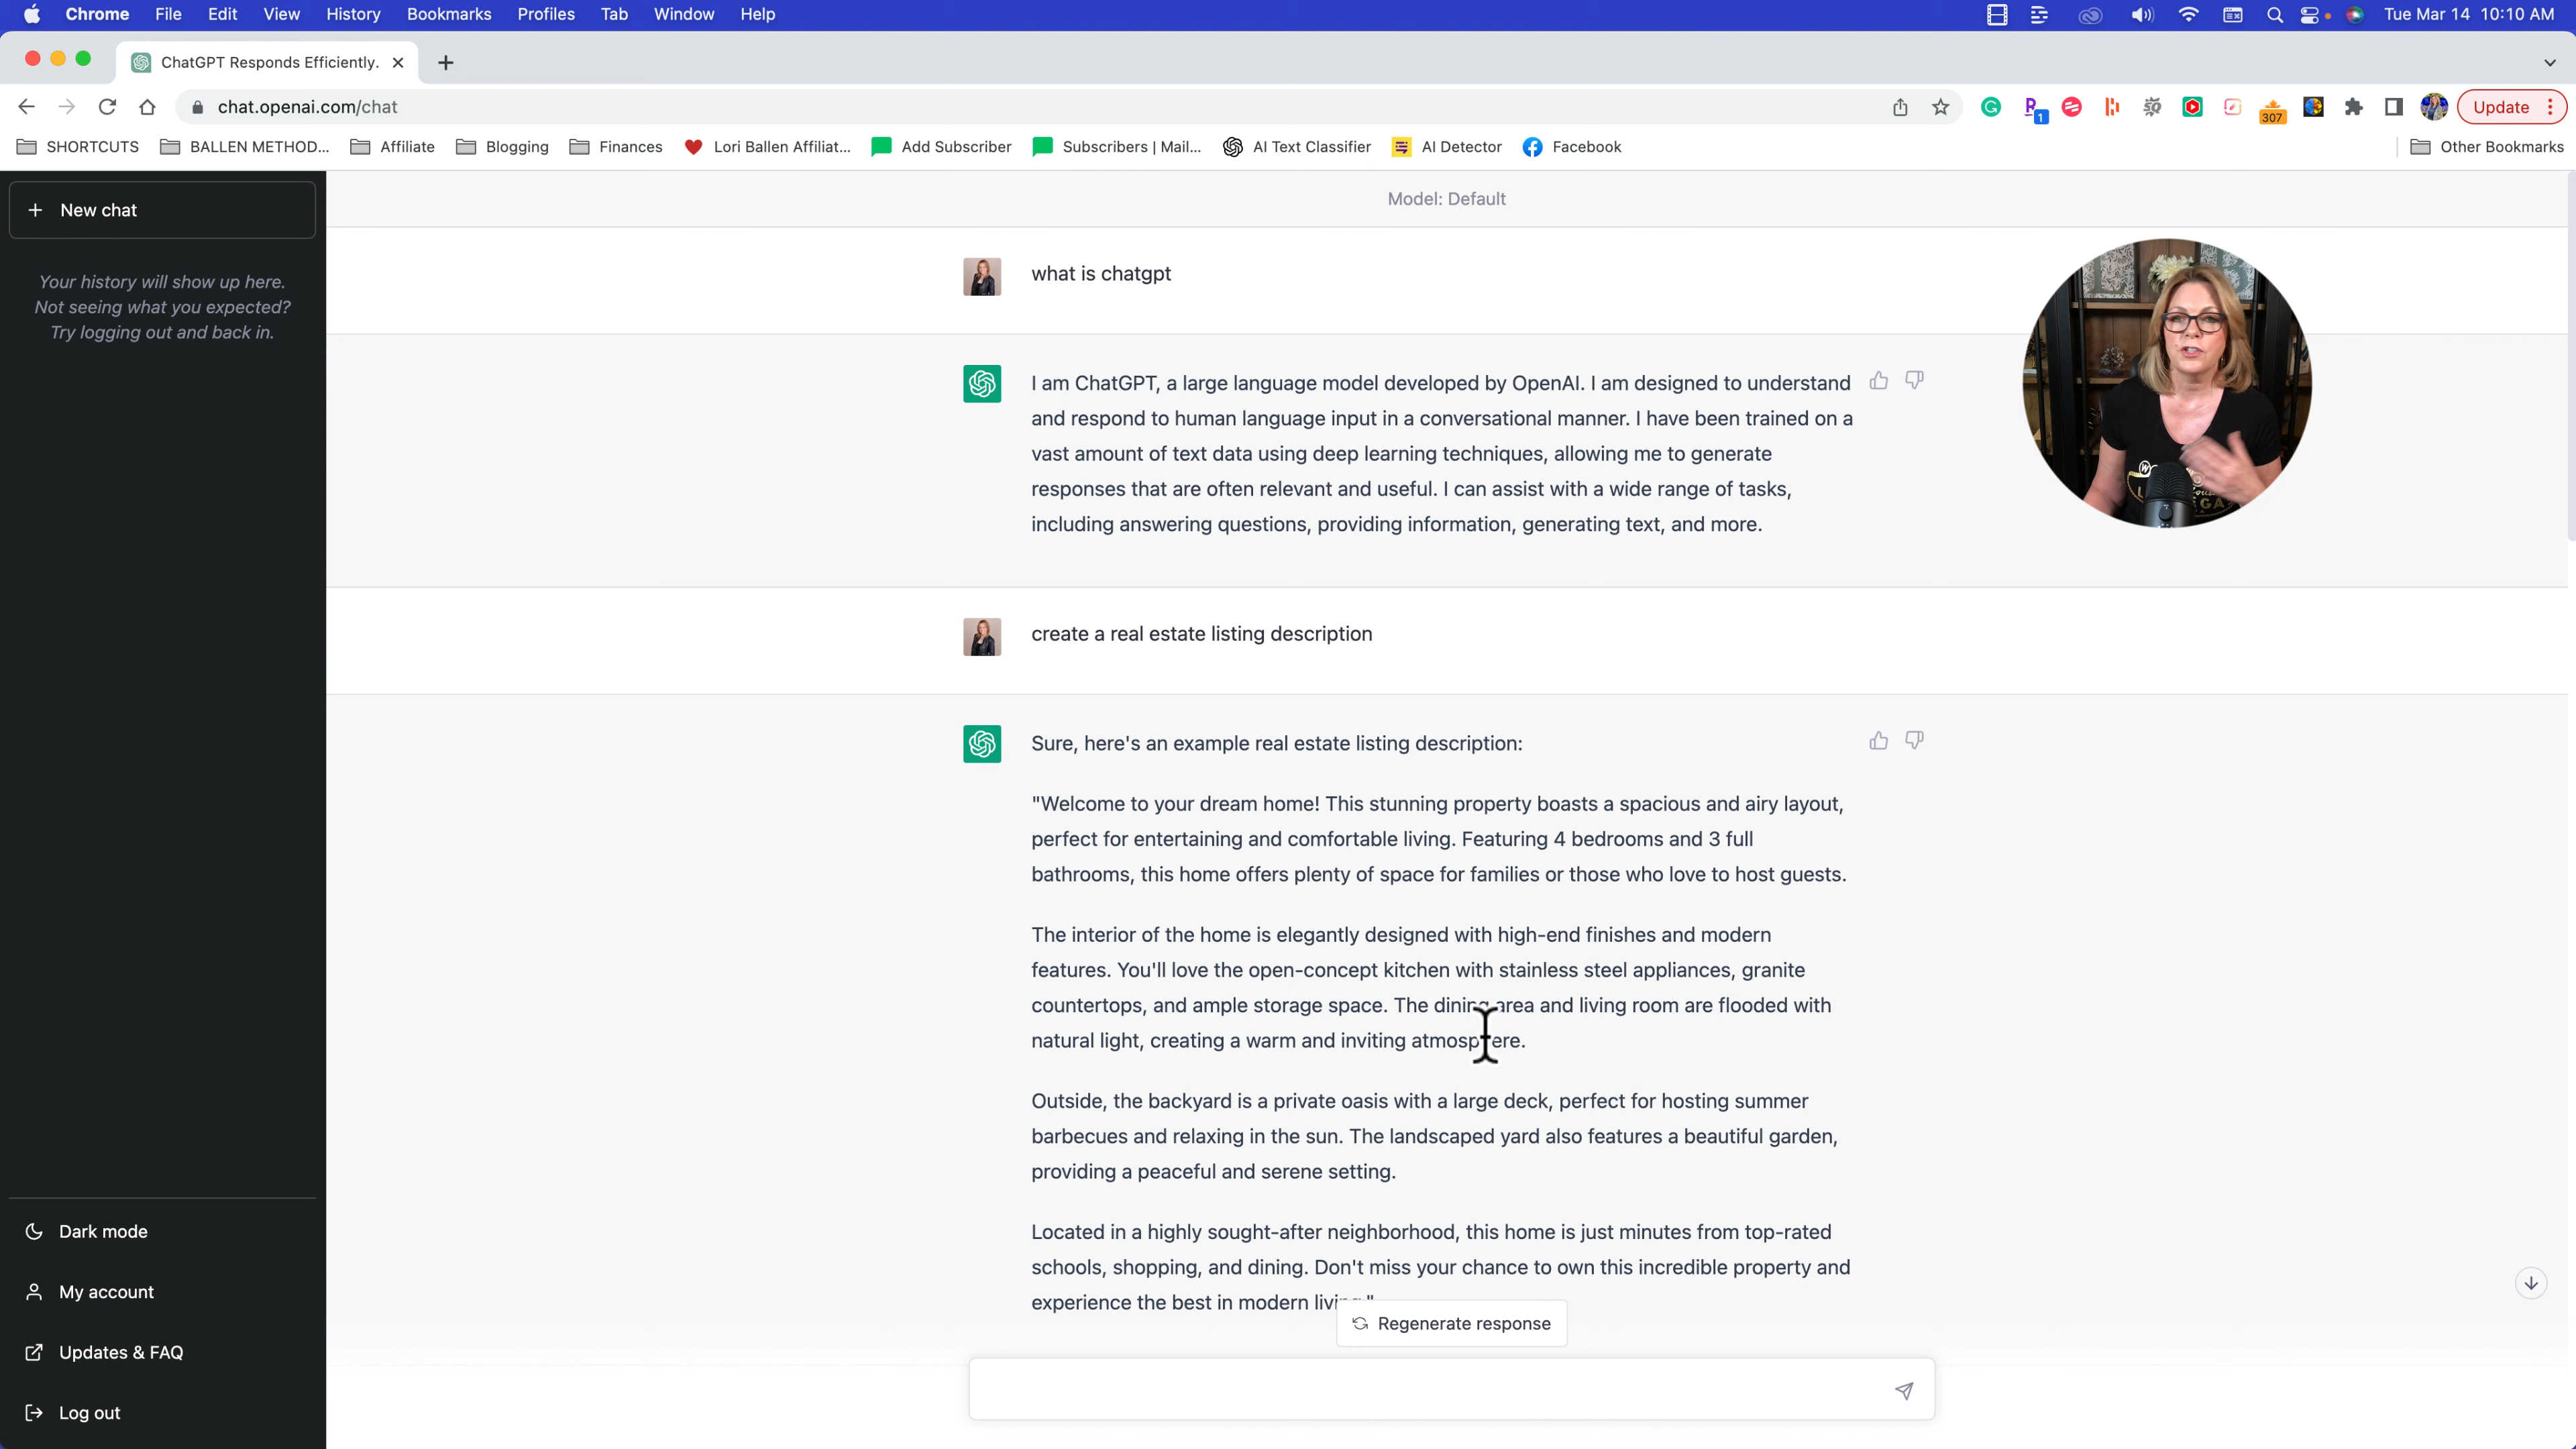 Chrome File Edit View History Bookmarks Profiles Tab Window Help Tue Mar 14 10:10 AM
ChatGPT Responds Efficiently.
chat.openai.com/chat 1 307 Update
SHORTCUTS BALLEN METHOD... Affiliate Blogging Finances Lori Ballen Affiliat... Add Subscriber Subscribers | Mail... AI Text Classifier AI Detector Facebook Other Bookmarks
New chat
Your history will show up here.
Not seeing what you expected?
Try logging out and back in.
Model: Default
what is chatgpt
I am ChatGPT, a large language model developed by OpenAI. I am designed to understand
and respond to human language input in a conversational manner. I have been trained on a
vast amount of text data using deep learning techniques, allowing me to generate
responses that are often relevant and useful. I can assist with a wide range of tasks,
including answering questions, providing information, generating text, and more.
create a real estate listing description
Sure, here's an example real estate listing description:
"Welcome to your dream home! This stunning property boasts a spacious and airy layout,
perfect for entertaining and comfortable living. Featuring 4 bedrooms and 3 full
bathrooms, this home offers plenty of space for families or those who love to host guests.
The interior of the home is elegantly designed with high-end finishes and modern
features. You'll love the open-concept kitchen with stainless steel appliances, granite
countertops, and ample storage space. The dining area and living room are flooded with
natural light, creating a warm and inviting atmosphere.
Outside, the backyard is a private oasis with a large deck, perfect for hosting summer
barbecues and relaxing in the sun. The landscaped yard also features a beautiful garden,
providing a peaceful and serene setting.
Located in a highly sought-after neighborhood, this home is just minutes from top-rated
schools, shopping, and dining. Don't miss your chance to own this incredible property and
experience the best in modern living."
Regenerate response
Dark mode
My account
Updates & FAQ
Log out